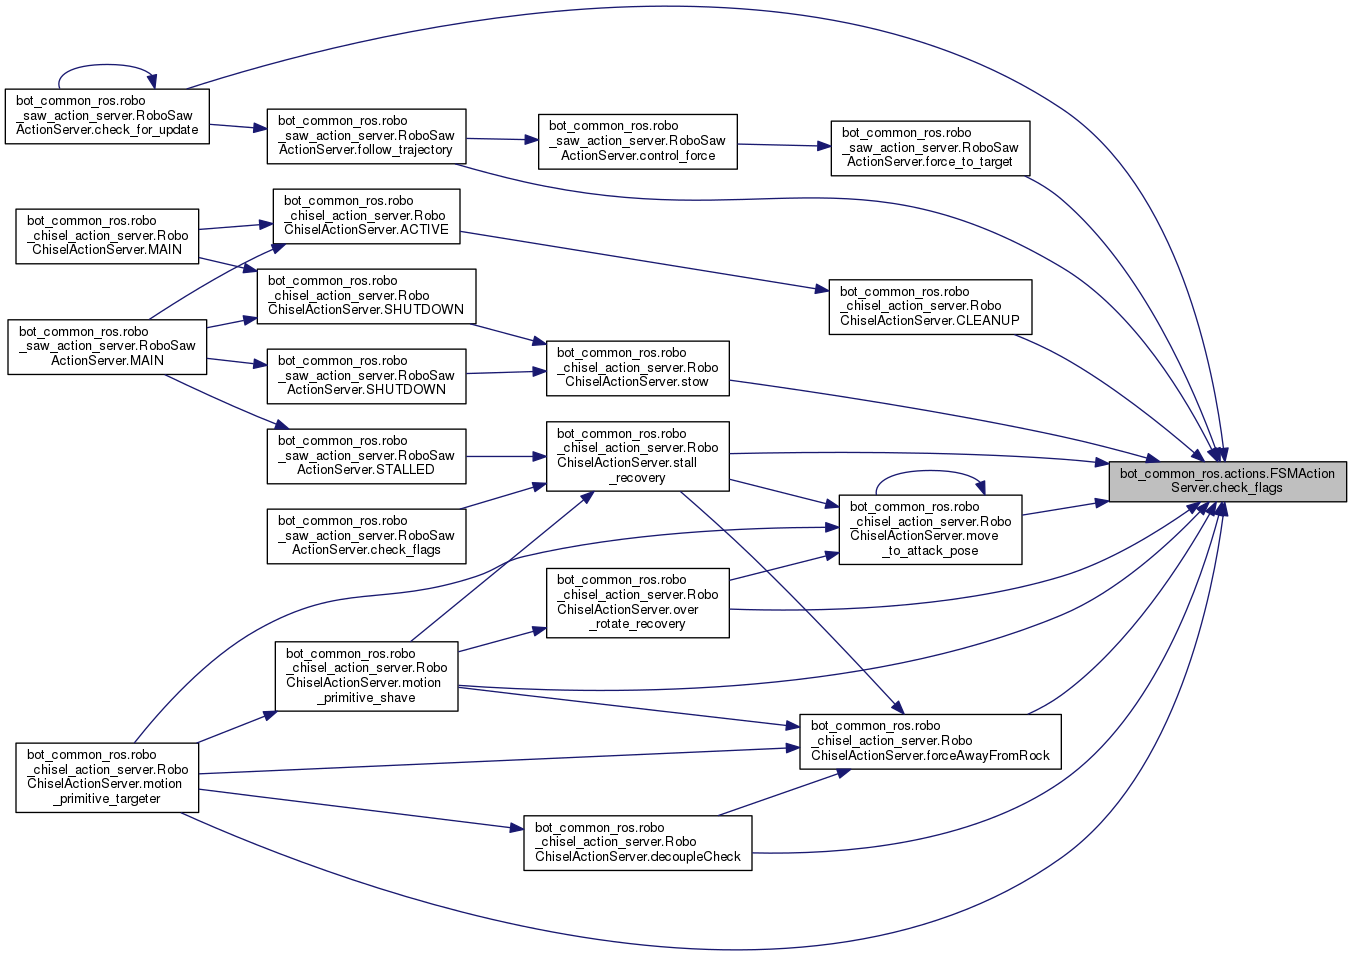 bot_common_ros.robo
_saw_action_server.RoboSaw
ActionServer.check_for_update
bot_common_ros.robo
_saw_action_server.RoboSaw
ActionServer.follow_trajectory
bot_common_ros.robo
_saw_action_server.RoboSaw
ActionServer.control_force
bot_common_ros.robo
_saw_action_server.RoboSaw
ActionServer.force_to_target
bot_common_ros.robo
_chisel_action_server.Robo
ChiselActionServer.ACTIVE
bot_common_ros.robo
_chisel_action_server.Robo
ChiselActionServer.MAIN
bot_common_ros.robo
_chisel_action_server.Robo
ChiselActionServer.SHUTDOWN
bot_common_ros.robo
_chisel_action_server.Robo
ChiselActionServer.CLEANUP
bot_common_ros.robo
_saw_action_server.RoboSaw
ActionServer.MAIN
bot_common_ros.robo
_saw_action_server.RoboSaw
ActionServer.SHUTDOWN
bot_common_ros.robo
_chisel_action_server.Robo
ChiselActionServer.stow
bot_common_ros.robo
_saw_action_server.RoboSaw
ActionServer.STALLED
bot_common_ros.robo
_chisel_action_server.Robo
ChiselActionServer.stall
_recovery
bot_common_ros.actions.FSMAction
Server.check_flags
bot_common_ros.robo
_saw_action_server.RoboSaw
ActionServer.check_flags
bot_common_ros.robo
_chisel_action_server.Robo
ChiselActionServer.move
_to_attack_pose
bot_common_ros.robo
_chisel_action_server.Robo
ChiselActionServer.over
_rotate_recovery
bot_common_ros.robo
_chisel_action_server.Robo
ChiselActionServer.motion
_primitive_shave
bot_common_ros.robo
_chisel_action_server.Robo
ChiselActionServer.forceAwayFromRock
bot_common_ros.robo
_chisel_action_server.Robo
ChiselActionServer.motion
_primitive_targeter
bot_common_ros.robo
_chisel_action_server.Robo
ChiselActionServer.decoupleCheck